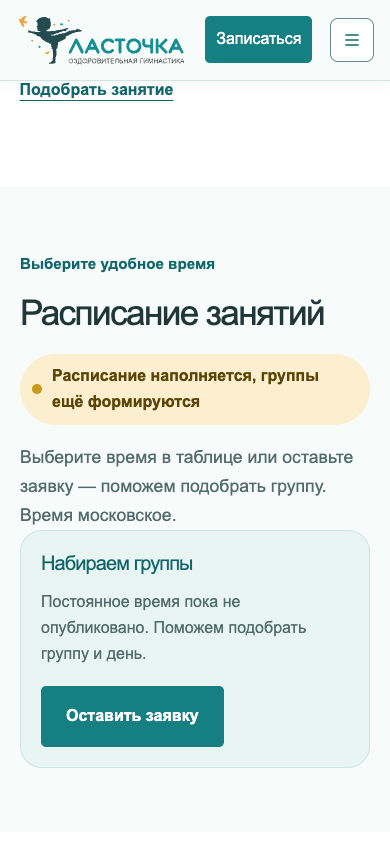 ЛАСТОЧКА
ОЗДОРОВИТЕЛЬНАЯ ГИМНАСТИКА
Записаться
Подобрать занятие
Выберите удобное время
Расписание занятий
Расписание наполняется, группы
ещё формируются
Выберите время в таблице или оставьте
заявку — поможем подобрать группу.
Время московское.
Набираем группы
Постоянное время пока не
опубликовано. Поможем подобрать
группу и день.
Оставить заявку